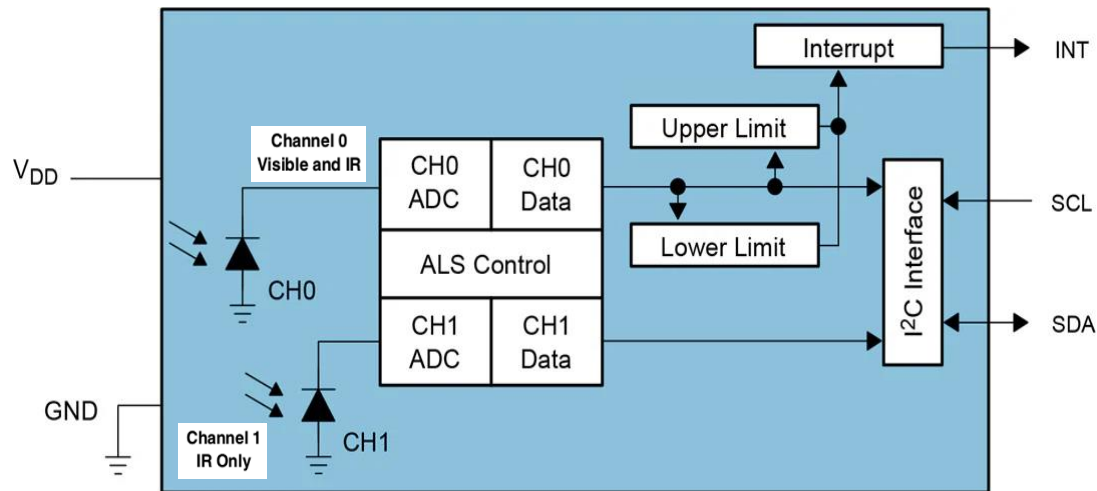 Interrupt
INT
Upper Limit
Channel 0
Visible and IR
V_DD
CH0
ADC
CH0
Data
SCL
Lower Limit
ALS Control
CH0
I²C Interface
CH1
ADC
CH1
Data
SDA
GND
Channel 1
IR Only
CH1